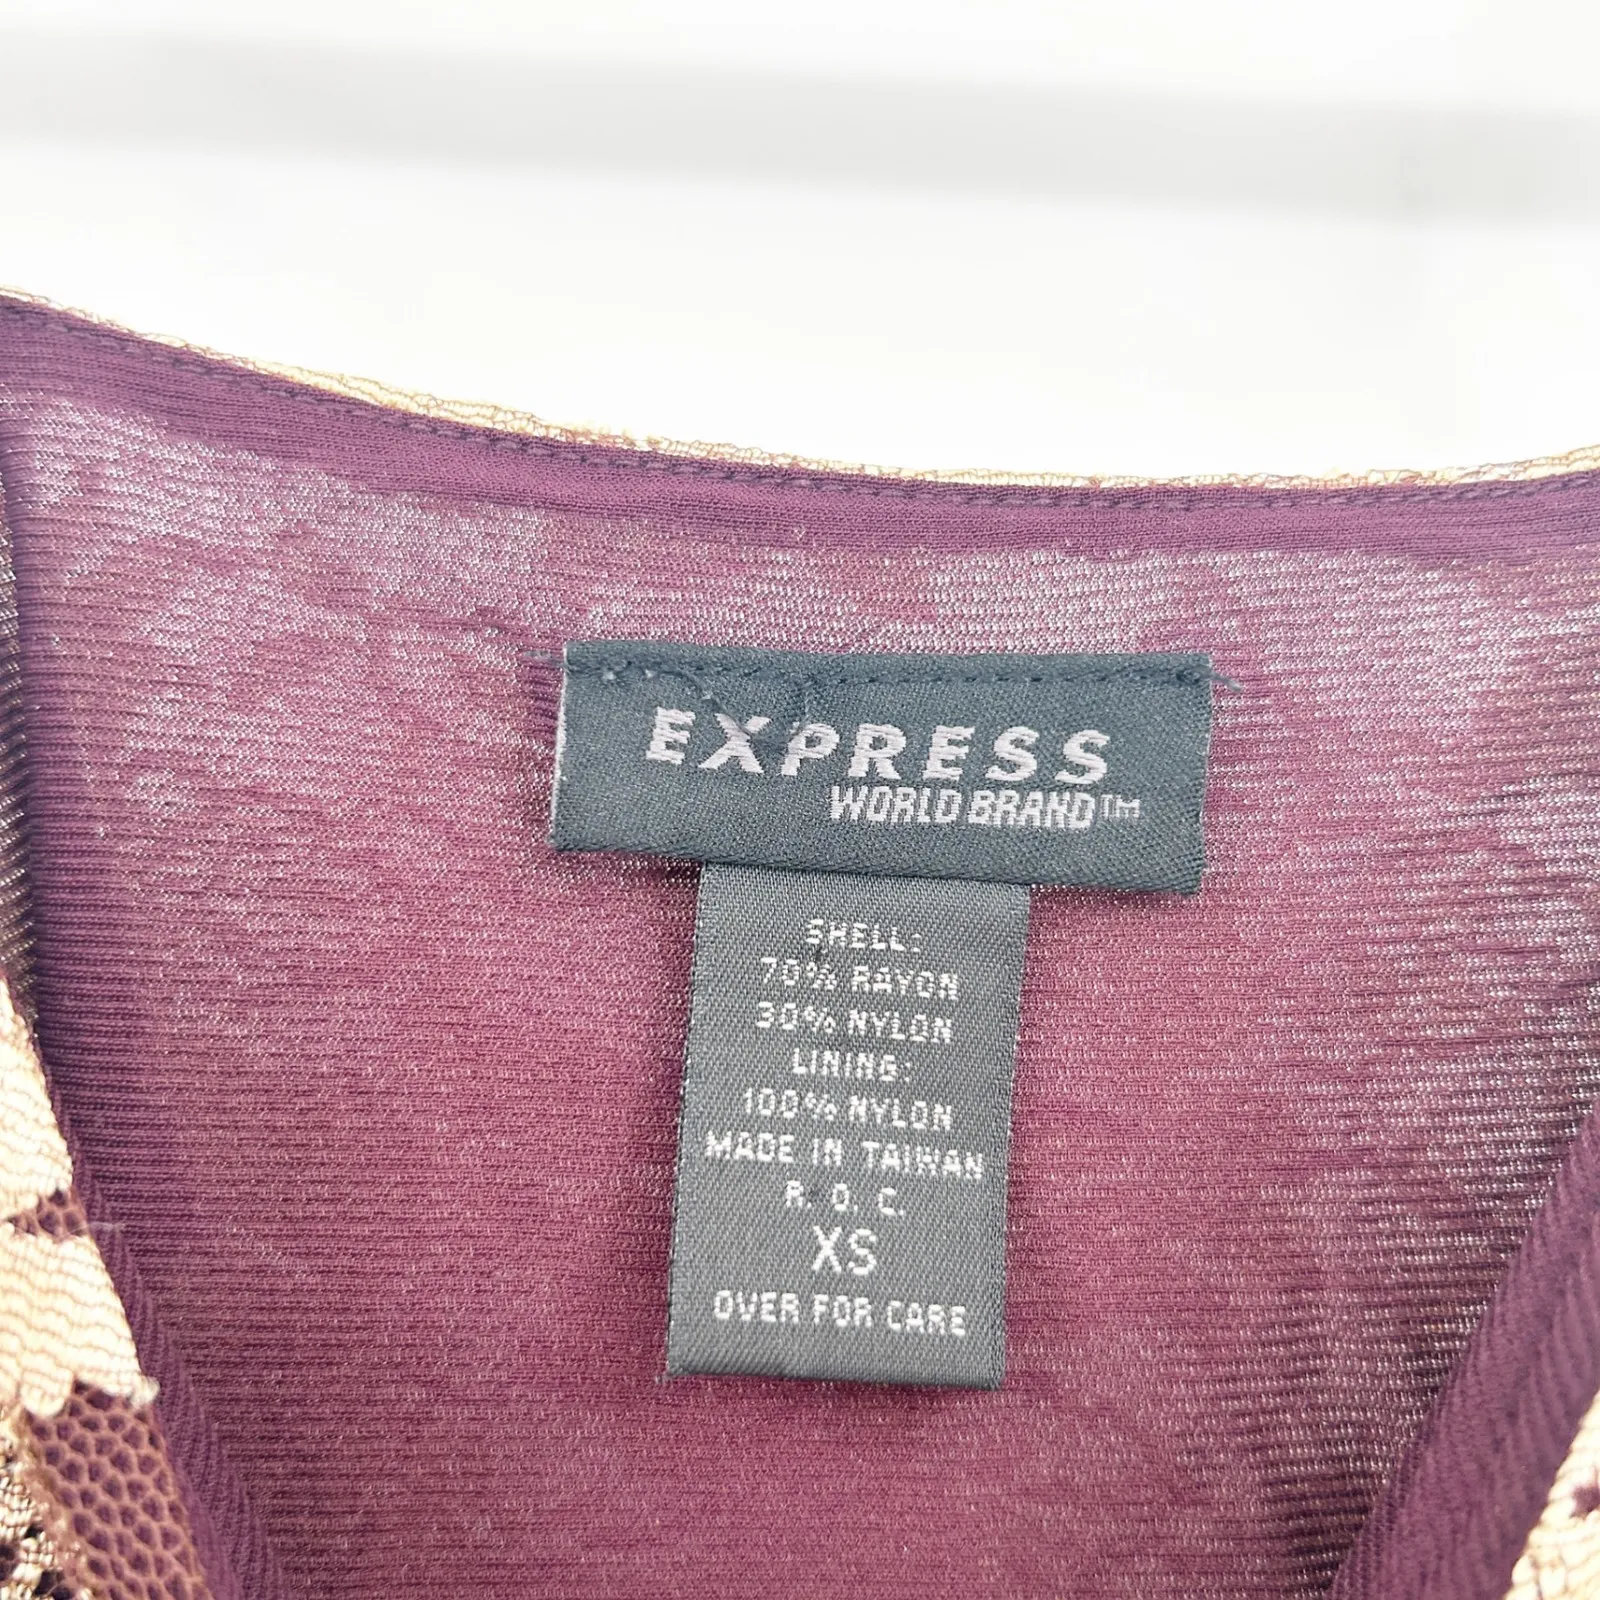 EXPRESS
WORLD BRAND™
SHELL:
70% RAYON
30% NYLON
LINING:
100% NYLON
MADE IN TAIWAN
R. O. C.
XS
OVER FOR CARE